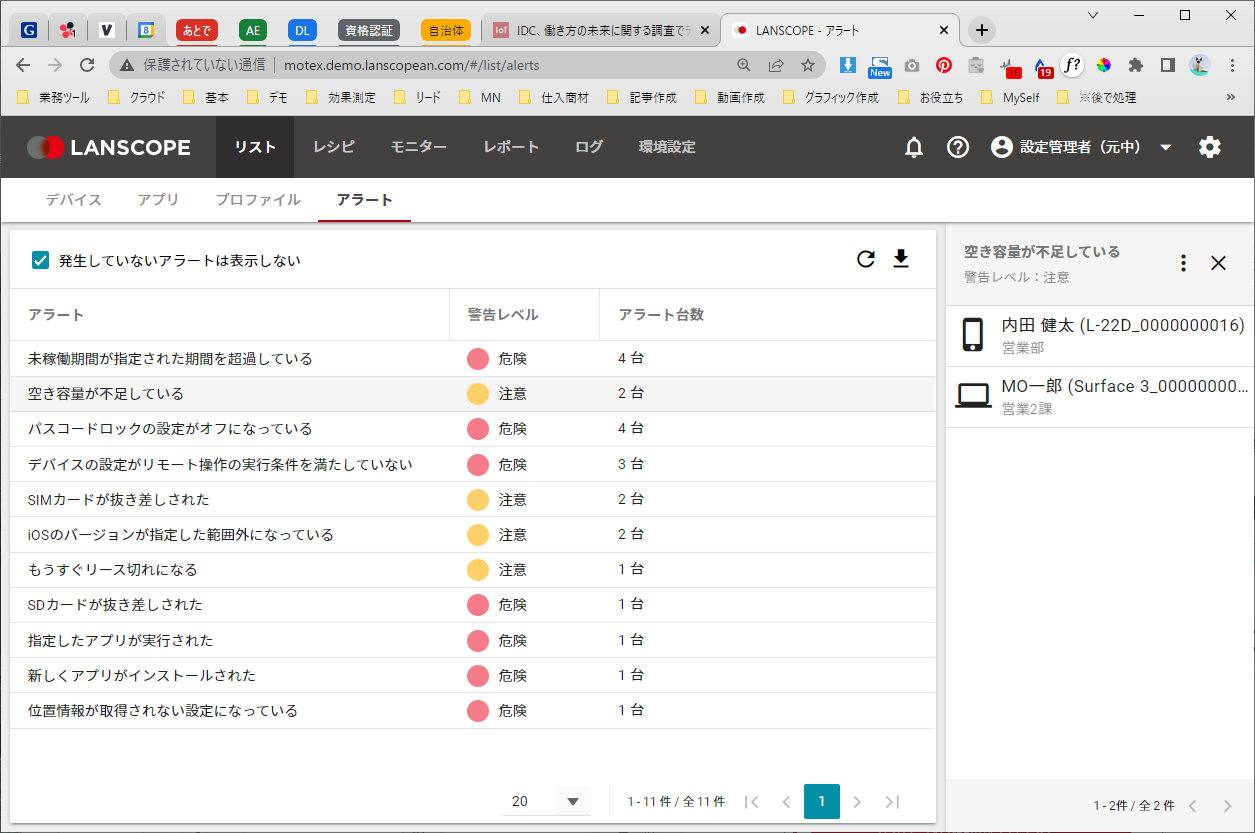 あとで
AE
DL
資格認証
自治体
IoT
IDC、働き方の未来に関する調査でデ
LANSCOPE - アラート
保護されていない通信
motex.demo.lanscopean.com/#/list/alerts
New
16
19
f?
業務ツール
クラウド
基本
デモ
効果測定
リード
MN
仕入商材
記事作成
動画作成
グラフィック作成
お役立ち
MySelf
※後で処理
»
LANSCOPE
リスト
レシピ
モニター
レポート
ログ
環境設定
設定管理者（元中）
デバイス
アプリ
プロファイル
アラート
発生していないアラートは表示しない
アラート 警告レベル アラート台数
未稼働期間が指定された期間を超過している 危険 4 台
空き容量が不足している 注意 2 台
パスコードロックの設定がオフになっている 危険 4 台
デバイスの設定がリモート操作の実行条件を満たしていない 危険 3 台
SIMカードが抜き差しされた 注意 2 台
iOSのバージョンが指定した範囲外になっている 注意 2 台
もうすぐリース切れになる 注意 1 台
SDカードが抜き差しされた 危険 1 台
指定したアプリが実行された 危険 1 台
新しくアプリがインストールされた 危険 1 台
位置情報が取得されない設定になっている 危険 1 台
20
1 - 11 件 / 全 11 件
1
空き容量が不足している
警告レベル：注意
内田 健太 (L-22D_0000000016)
営業部
MO一郎 (Surface 3_00000000...
営業2課
1 - 2件 / 全 2 件